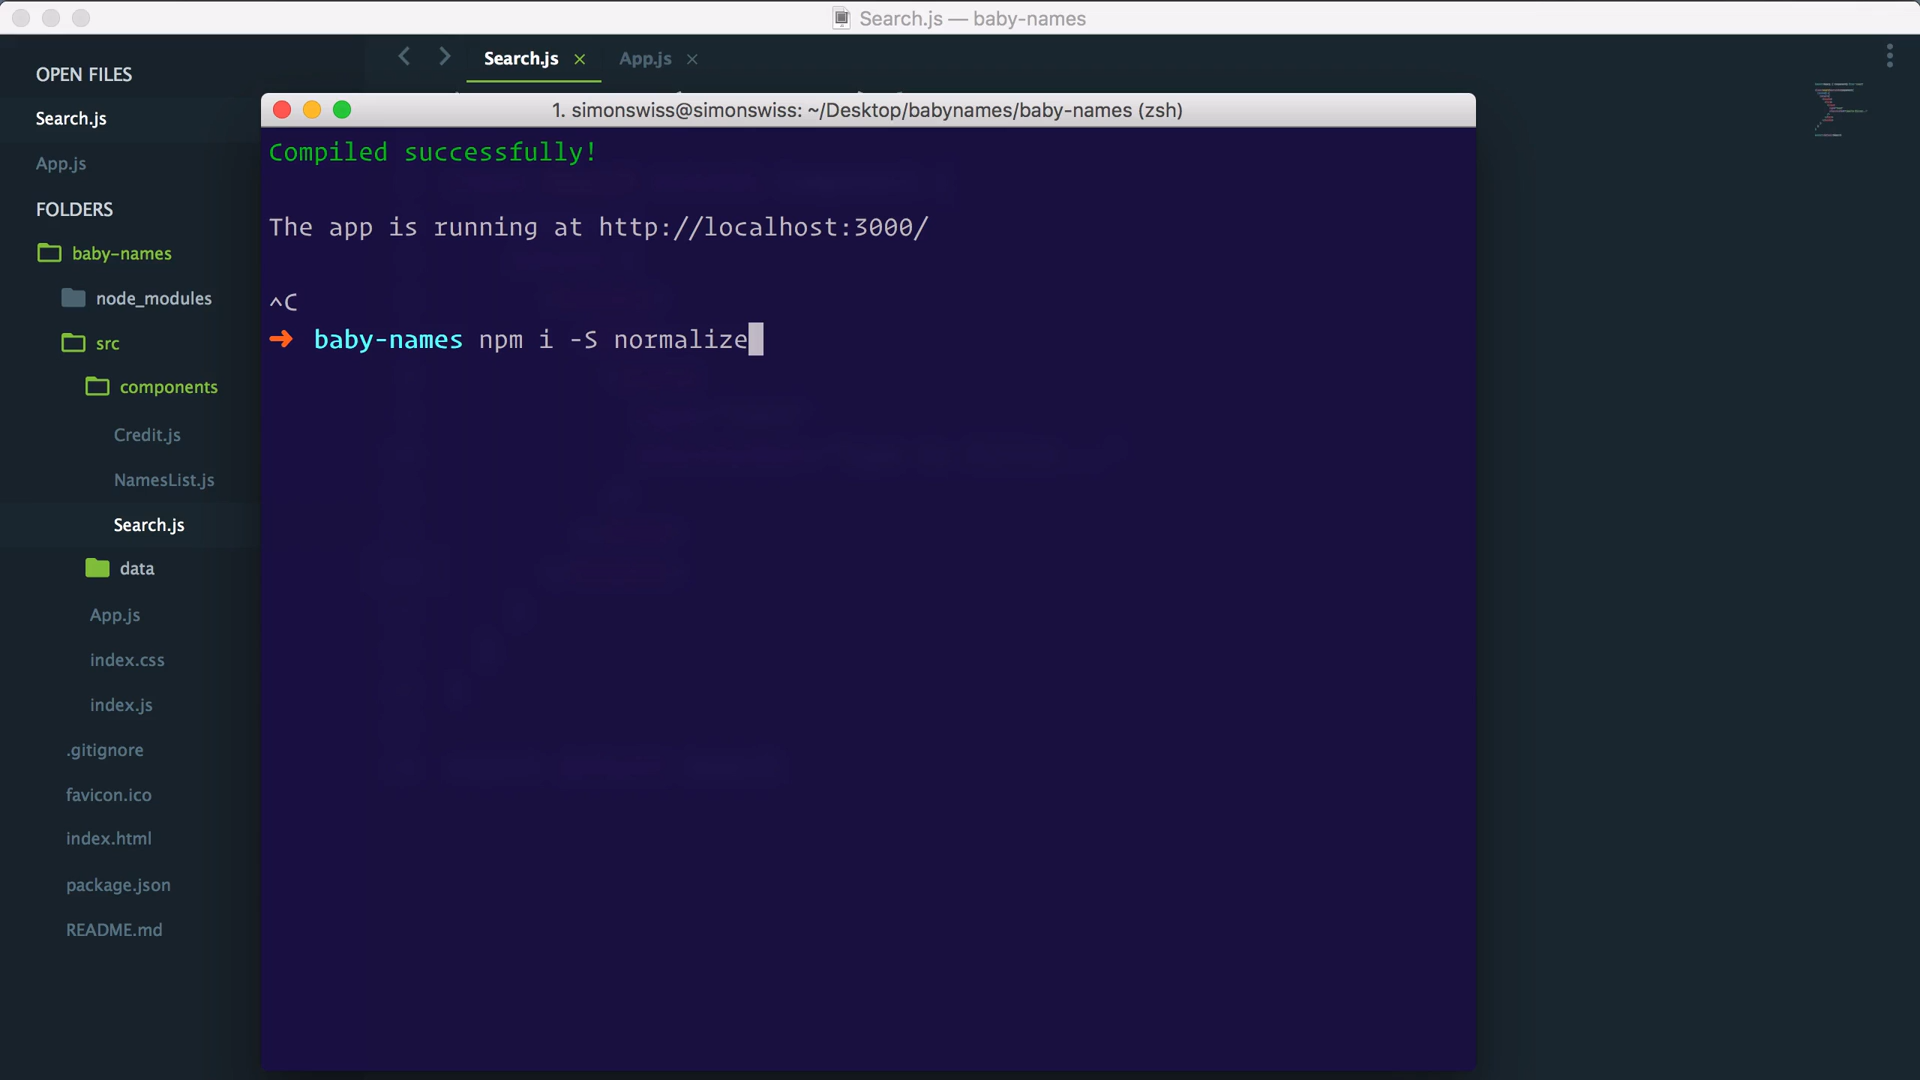 Search.js — baby-names
OPEN FILES
Search.js
App.js
FOLDERS
baby-names
node_modules
src
components
Credit.js
NamesList.js
Search.js
data
App.js
index.css
index.js
.gitignore
favicon.ico
index.html
package.json
README.md
Search.js × App.js ×
1. simonswiss@simonswiss: ~/Desktop/babynames/baby-names (zsh)
Compiled successfully!
The app is running at http://localhost:3000/
^C
➜ baby-names npm i -S normalize